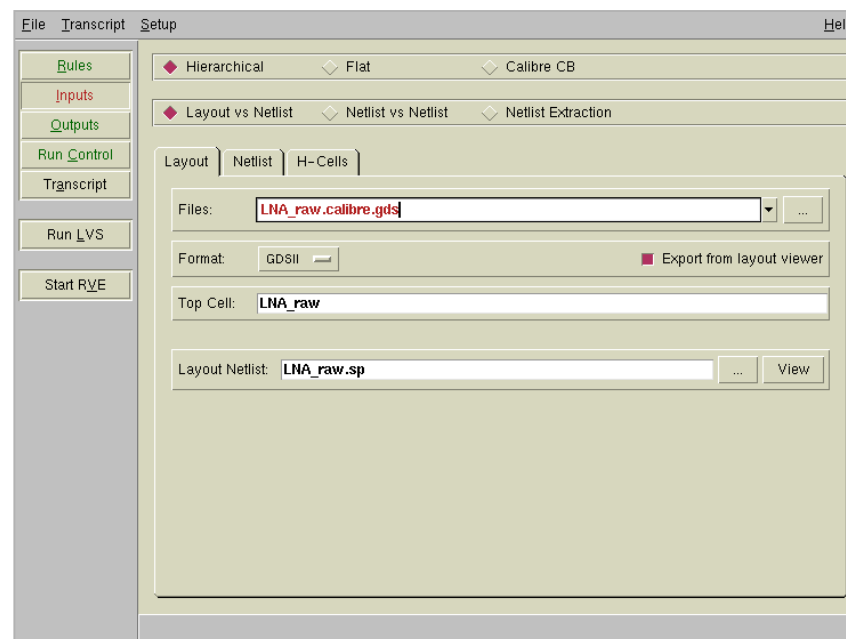 File Transcript Setup Hel
Rules
Inputs
Outputs
Run Control
Transcript
Run LVS
Start RVE
Hierarchical Flat Calibre CB
Layout vs Netlist Netlist vs Netlist Netlist Extraction
Layout Netlist H-Cells
Files: LNA_raw.calibre.gds ...
Format: GDSII Export from layout viewer
Top Cell: LNA_raw
Layout Netlist: LNA_raw.sp ... View